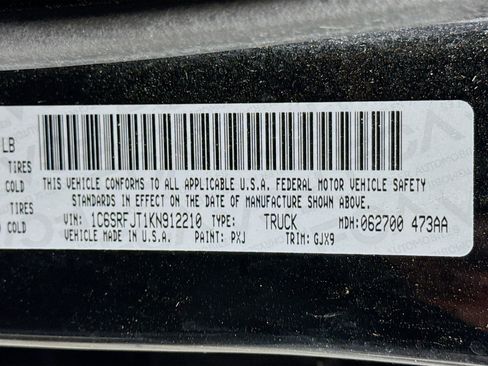 LB
TIRES
COLD
TIRES
COLD
THIS VEHICLE CONFORMS TO ALL APPLICABLE U.S.A. FEDERAL MOTOR VEHICLE SAFETY
STANDARDS IN EFFECT ON THE DATE OF MANUFACTURE SHOWN ABOVE.
VIN: 1C6SRFJT1KN912210 TYPE: TRUCK MDH:062700 473AA
VEHICLE MADE IN U.S.A. PAINT: PXJ TRIM: GJX9